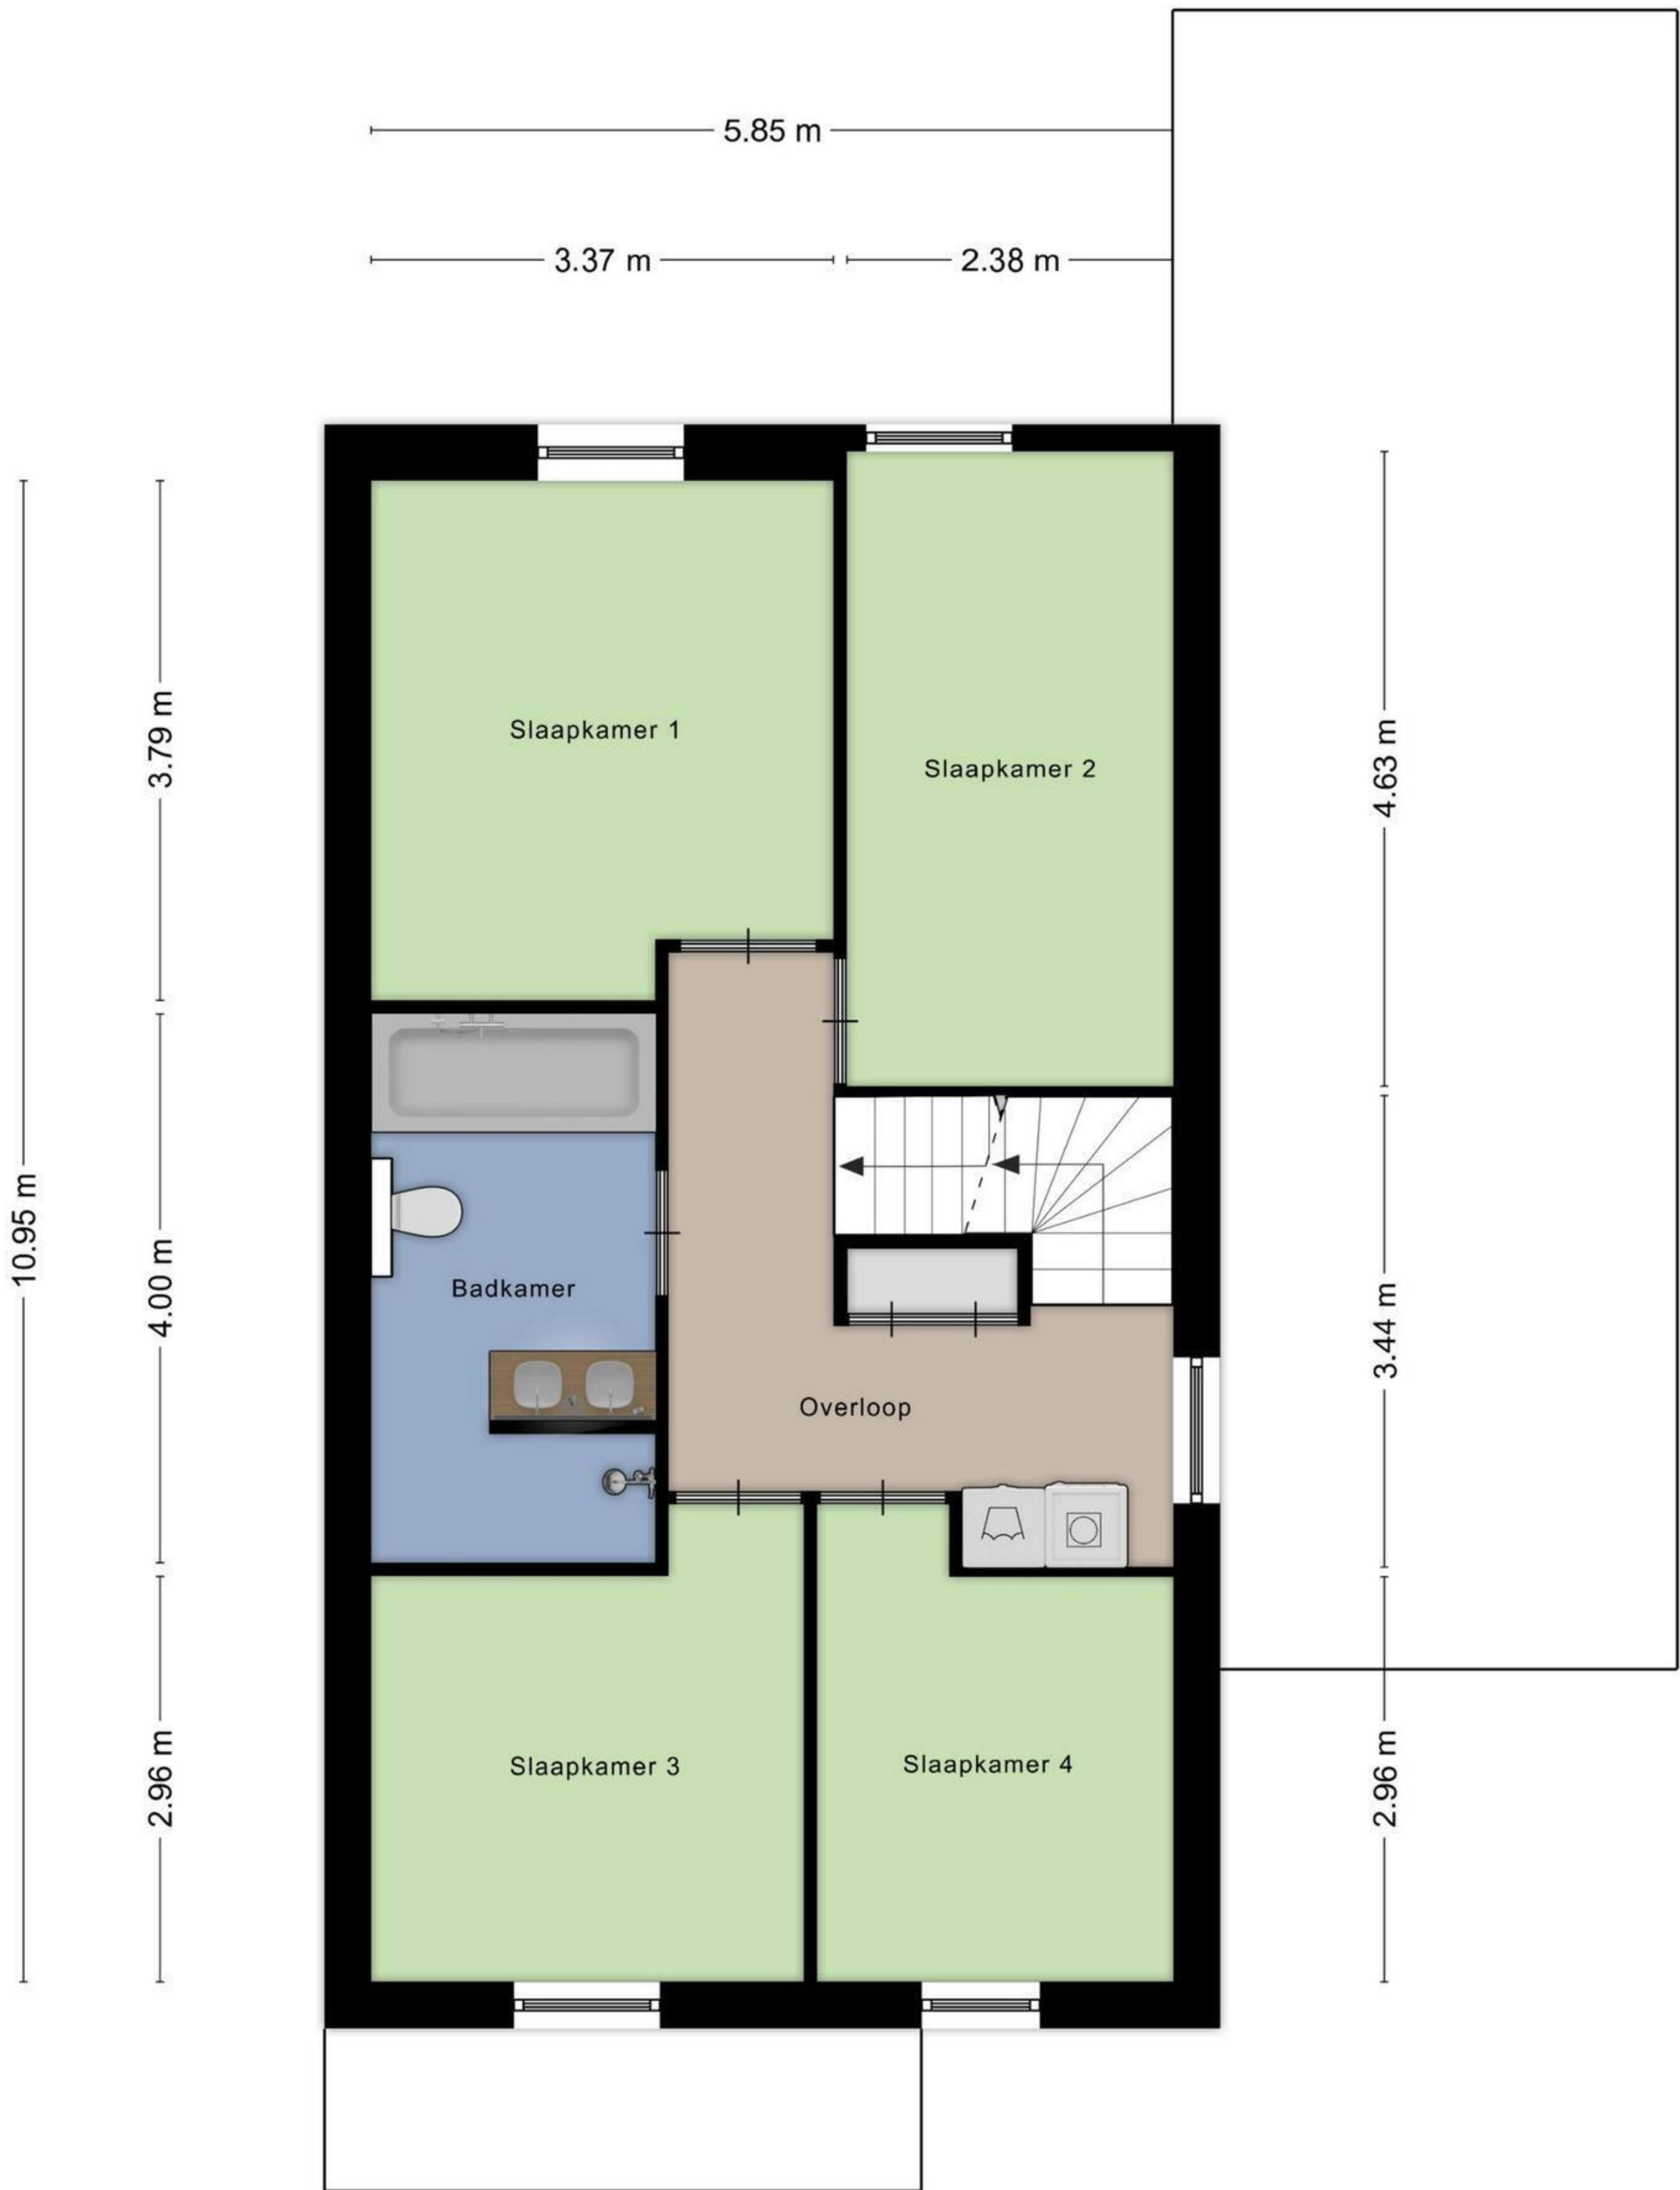 5.85 m
3.37 m
2.38 m
3.79 m
4.63 m
Slaapkamer 1
Slaapkamer 2
10.95 m
4.00 m
Badkamer
3.44 m
Overloop
2.96 m
Slaapkamer 3
Slaapkamer 4
2.96 m